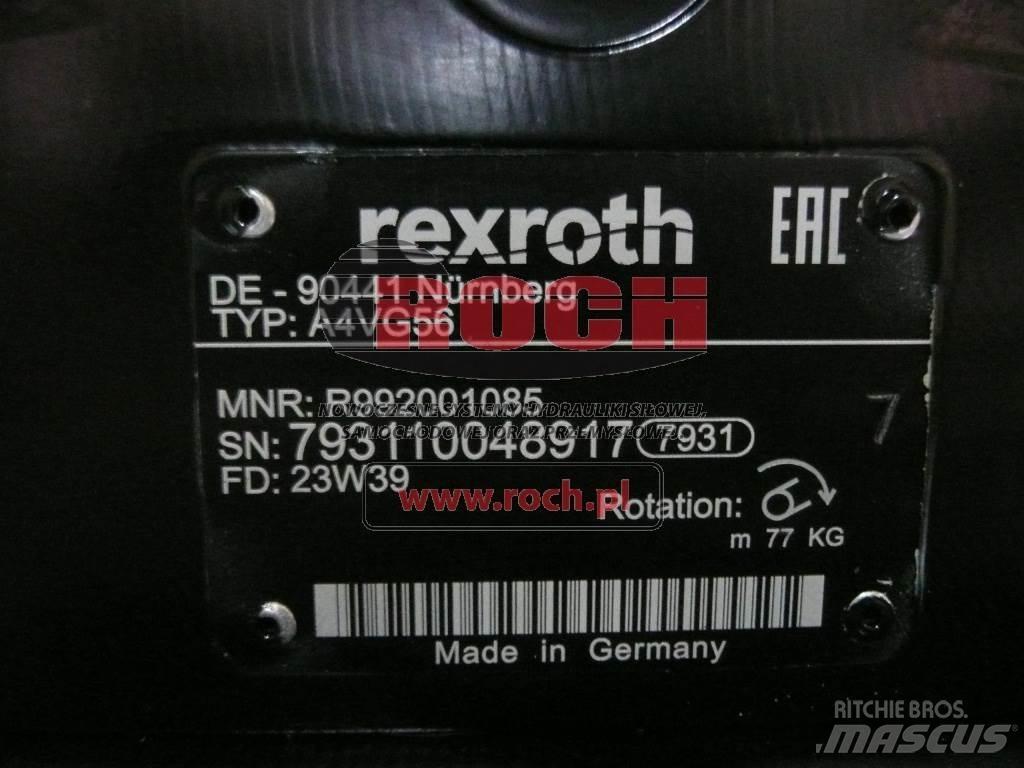 rexroth
EAC
DE - 90441 Nürnberg
TYP: A4VG56
ROCH
MNR: R992001085
NOWOCZESNE SYSTEMY HYDRAULIKI SIŁOWEJ,
SAMOCHODOWEJ ORAZ PRZEMYSŁOWEJ
SN: 793110048917 7931
7
FD: 23W39
www.roch.pl
Rotation:
m 77 KG
Made in Germany
RITCHIE BROS.
MASCUS